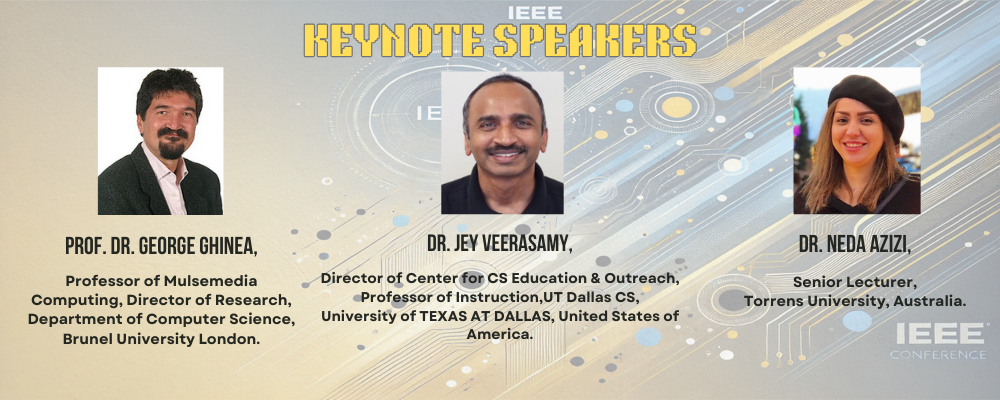 IEEE
KEYNOTE SPEAKERS
IE
PROF. DR. GEORGE GHINEA,
Professor of Mulsemedia
Computing, Director of Research,
Department of Computer Science,
Brunel University London.
DR. JEY VEERASAMY,
Director of Center for CS Education & Outreach,
Professor of Instruction,UT Dallas CS,
University of TEXAS AT DALLAS, United States of
America.
DR. NEDA AZIZI,
Senior Lecturer,
Torrens University, Australia.
IEEE
CONFERENCE